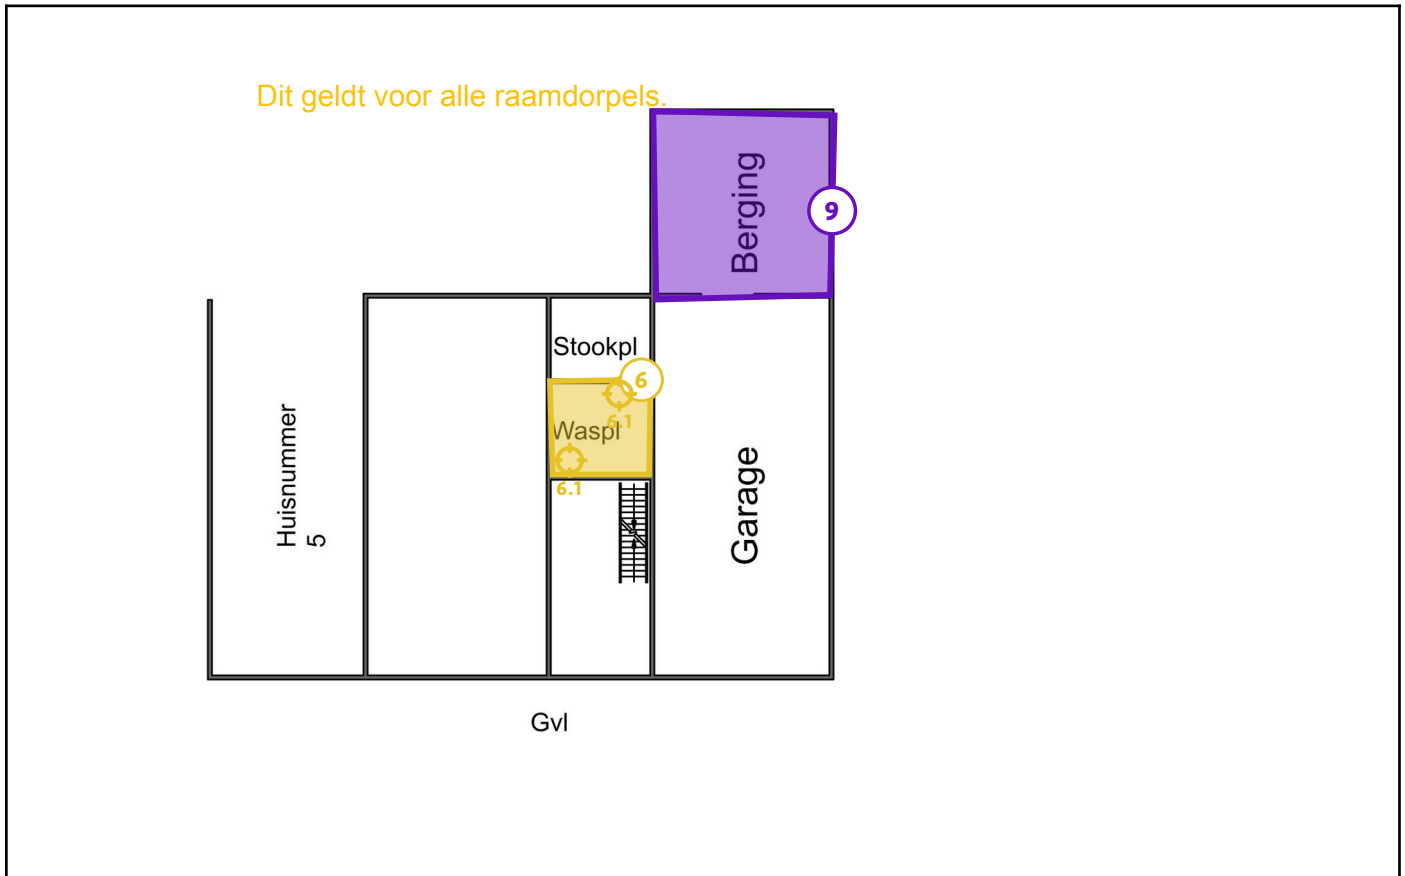 Dit geldt voor alle raamdorpels.
Berging
9
Stookpl
6
6.1
Waspl
6.1
Huisnummer
5
Garage
Gvl